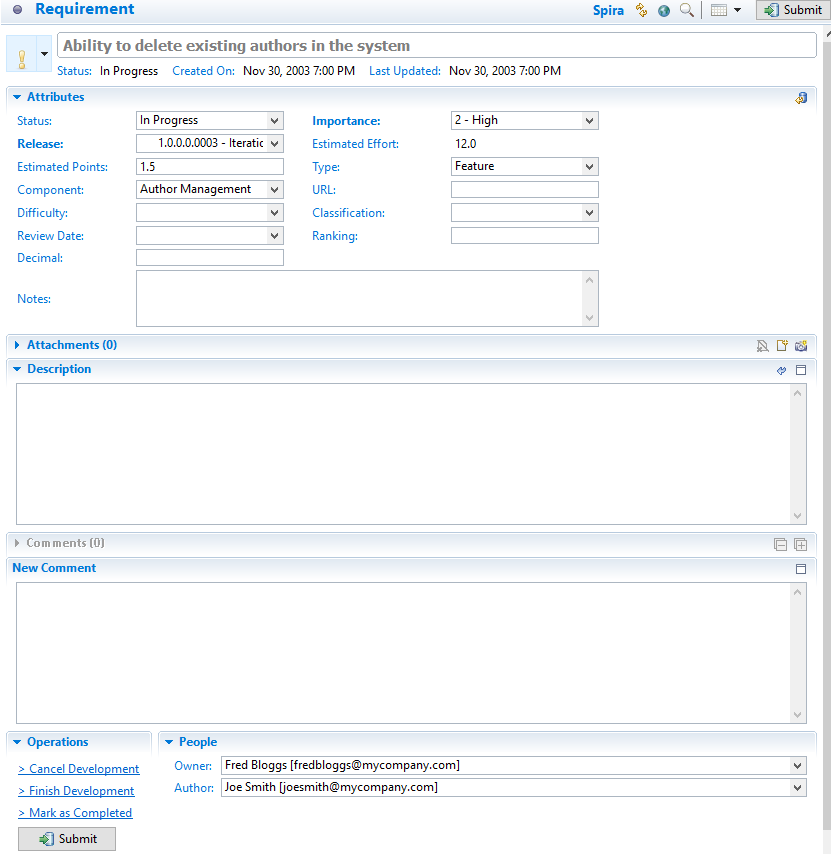 Requirement Spira Submit
Ability to delete existing authors in the system
Status: In Progress Created On: Nov 30, 2003 7:00 PM Last Updated: Nov 30, 2003 7:00 PM
Attributes
Status: In Progress Importance: 2 - High
Release: 1.0.0.0.0003 - Iteratic Estimated Effort: 12.0
Estimated Points: 1.5 Type: Feature
Component: Author Management URL:
Difficulty: Classification:
Review Date: Ranking:
Decimal:
Notes:
Attachments (0)
Description
Comments (0)
New Comment
Operations People
Owner: Fred Bloggs [fredbloggs@mycompany.com]
> Cancel Development
Author: Joe Smith [joesmith@mycompany.com]
> Finish Development
> Mark as Completed
Submit